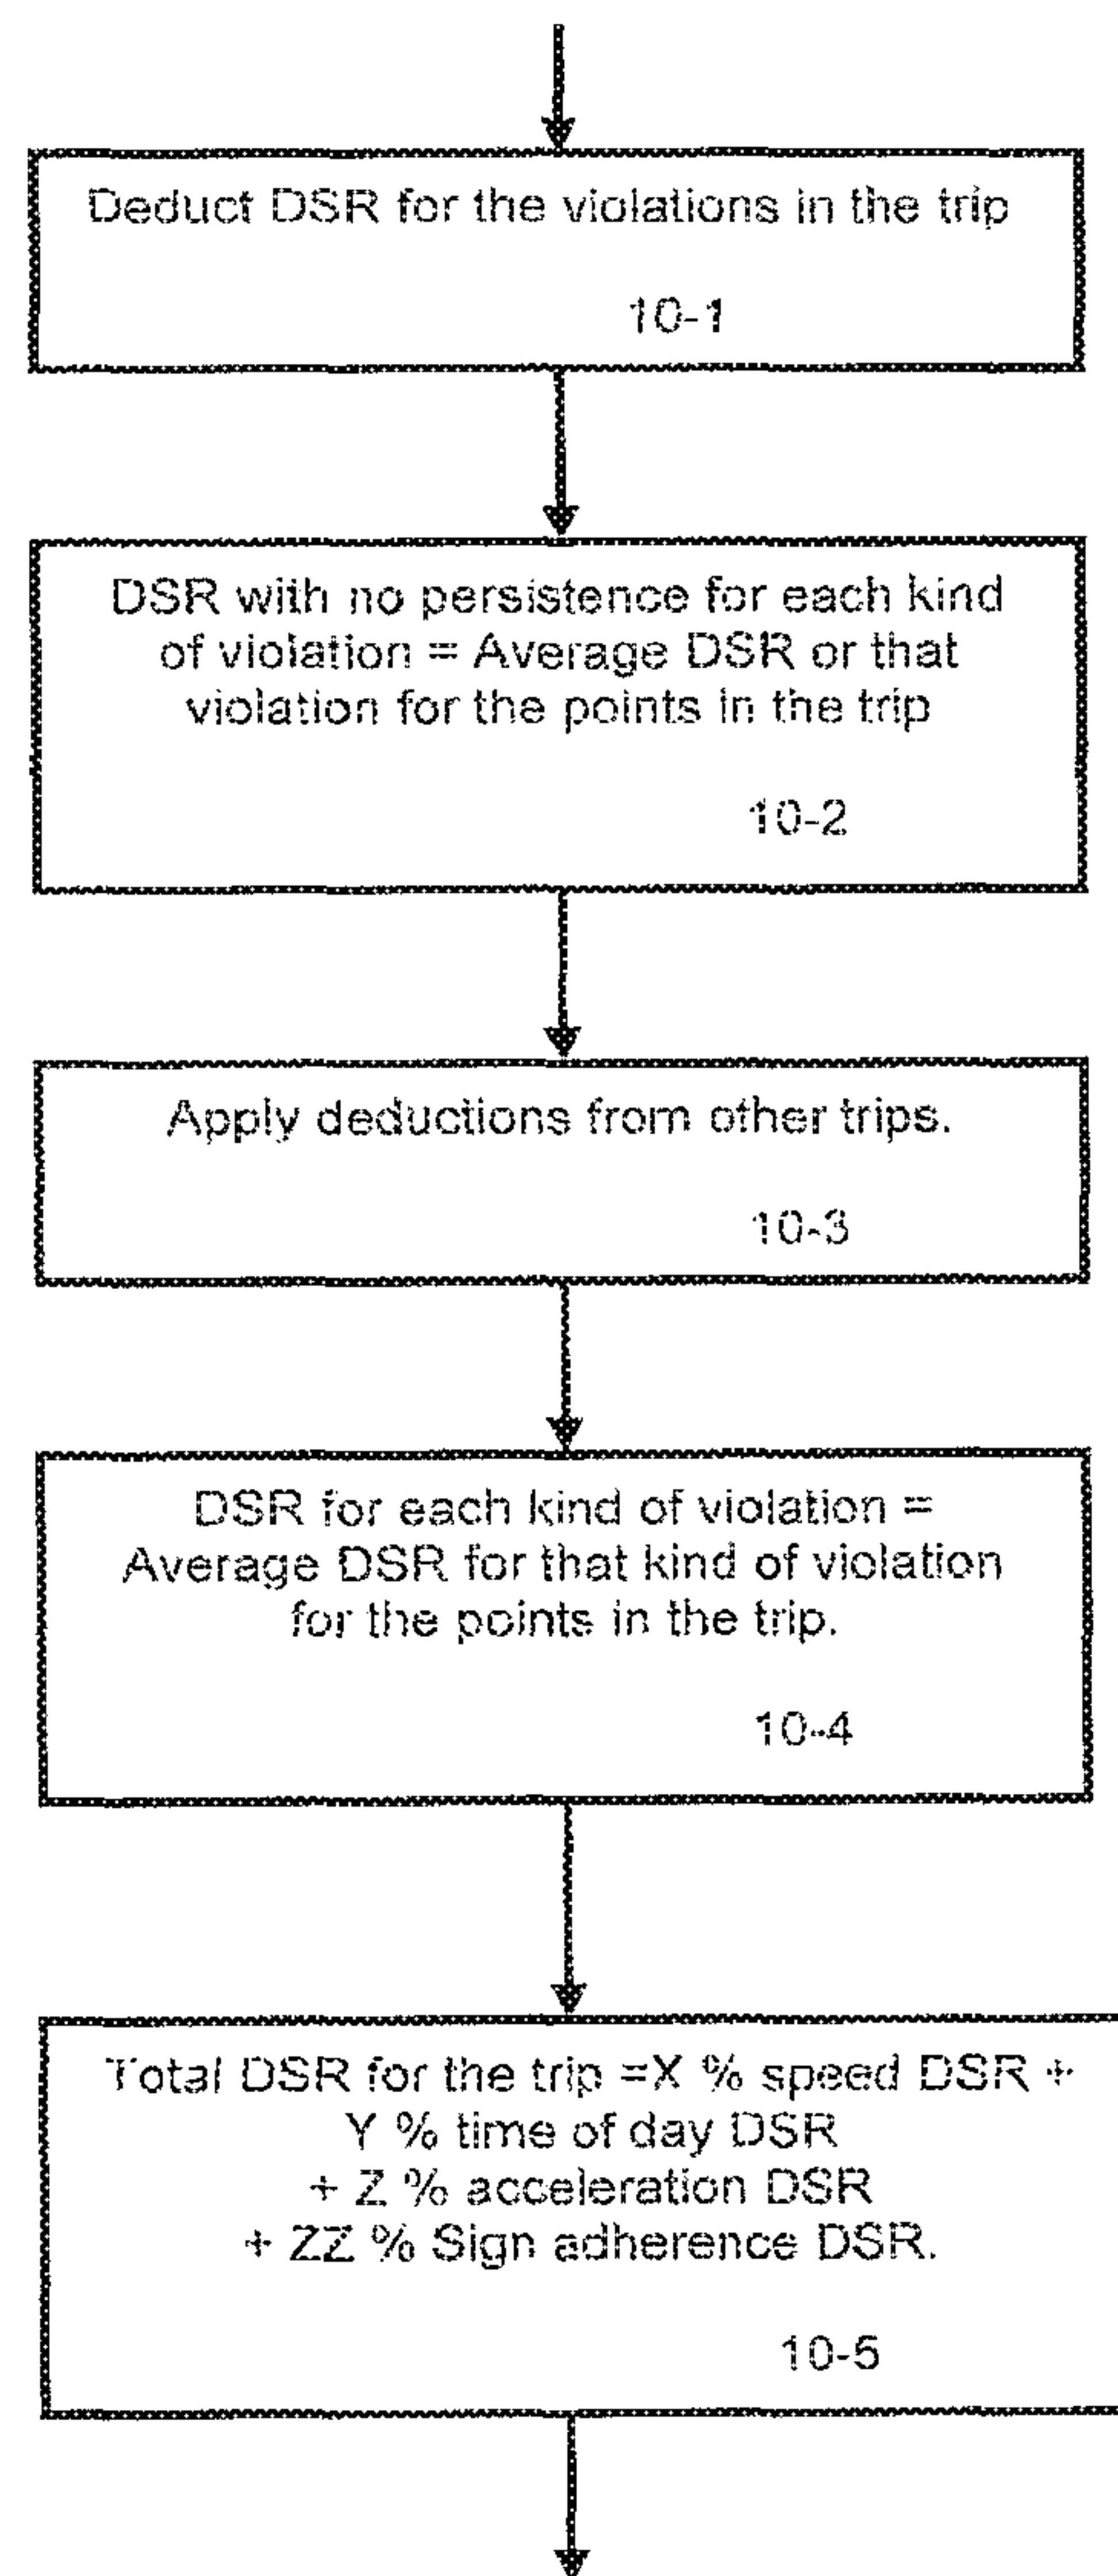 Deduct DSR for the violations in the trip
10-1
DSR with no persistence for each kind
of violation = Average DSR or that
violation for the points in the trip
10-2
Apply deductions from other trips.
10-3
DSR for each kind of violation =
Average DSR for that kind of violation
for the points in the trip.
10-4
Total DSR for the trip =X % speed DSR +
Y % time of day DSR
+ Z % acceleration DSR
+ ZZ % Sign adherence DSR.
10-5